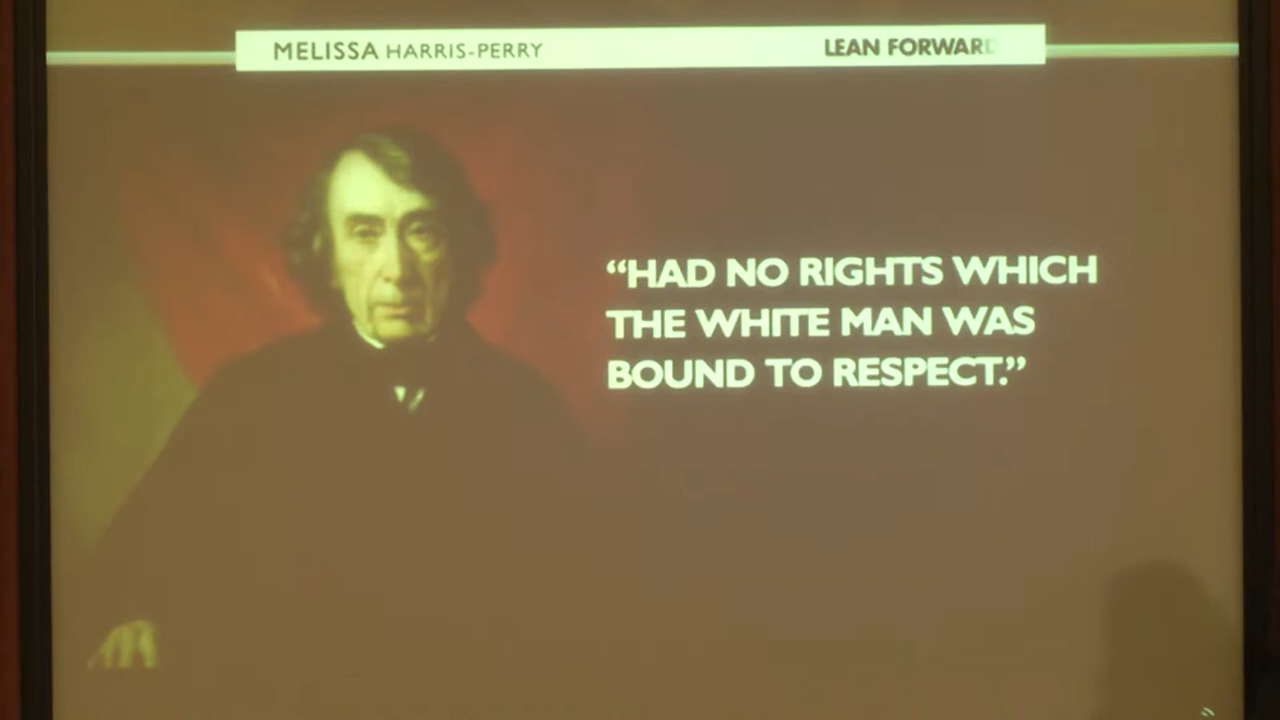 MELISSA HARRIS-PERRY LEAN FORWARD
“HAD NO RIGHTS WHICH
THE WHITE MAN WAS
BOUND TO RESPECT.”